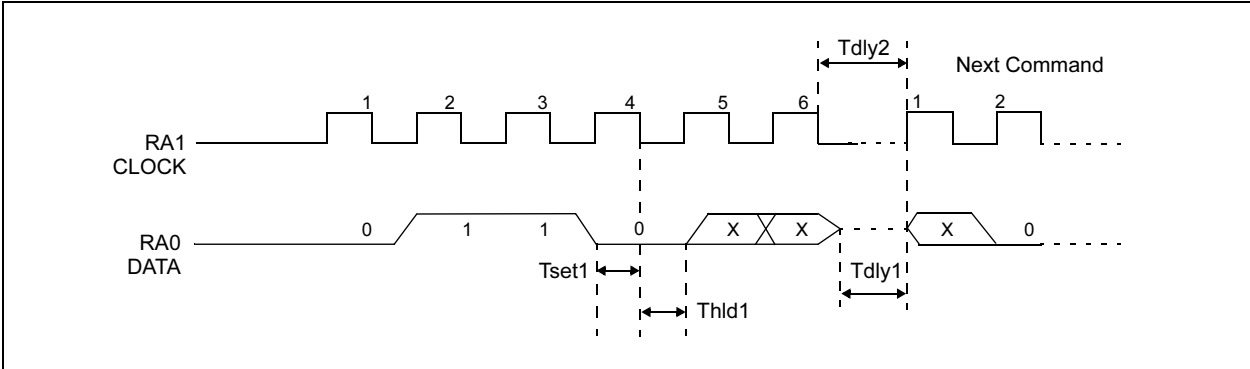 Tdly2
Next Command
1 2 3 4 5 6 1 2
RA1
CLOCK
0 1 1 0 X X X 0
RA0
DATA
Tset1
Tdly1
Thld1